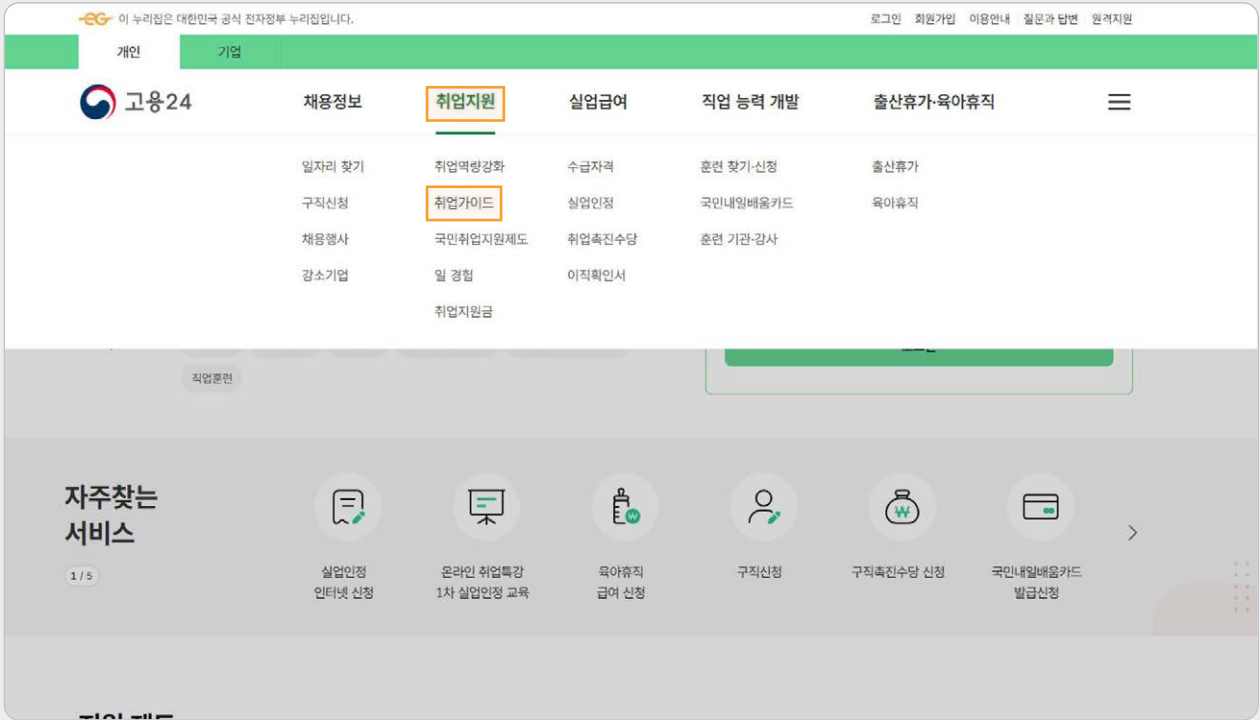 이 누리집은 대한민국 공식 전자정부 누리집입니다.
로그인 회원가입 이용안내 질문과 답변 원격지원
개인 기업
고용24 채용정보 취업지원 실업급여 직업 능력 개발 출산휴가·육아휴직
일자리 찾기 취업역량강화 수급자격 훈련 찾기·신청 출산휴가
구직신청 취업가이드 실업인정 국민내일배움카드 육아휴직
채용행사 국민취업지원제도 취업촉진수당 훈련 기관·강사
강소기업 일 경험 이직확인서
취업지원금
직업훈련
자주찾는
서비스
1 / 5
실업인정
인터넷 신청
온라인 취업특강
1차 실업인정 교육
육아휴직
급여 신청
구직신청
구직촉진수당 신청
국민내일배움카드
발급신청